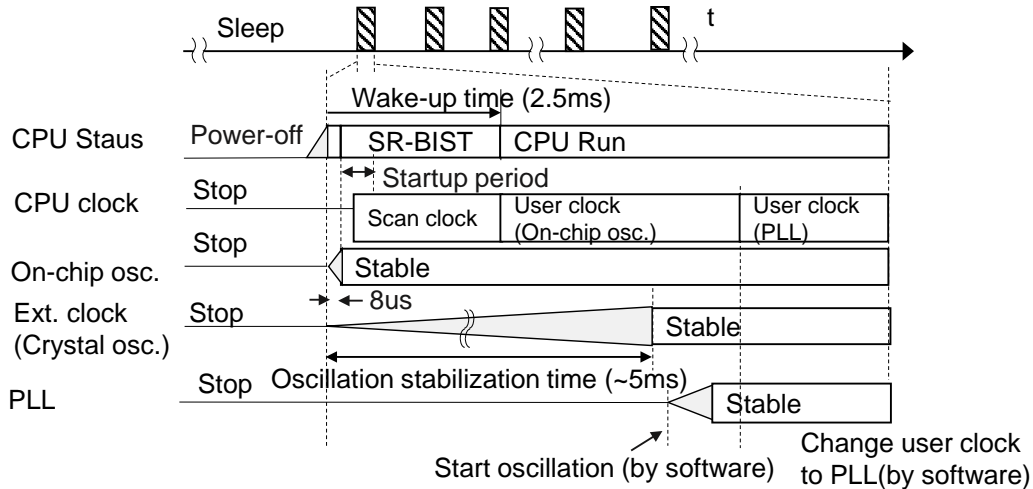 Sleep
t
Wake-up time (2.5ms)
CPU Staus
Power-off
SR-BIST
CPU Run
Startup period
CPU clock
Stop
Scan clock
User clock
(On-chip osc.)
User clock
(PLL)
On-chip osc.
Stop
Stable
8us
Ext. clock
(Crystal osc.)
Stop
Stable
Oscillation stabilization time (~5ms)
PLL
Stop
Stable
Start oscillation (by software)
Change user clock
to PLL(by software)